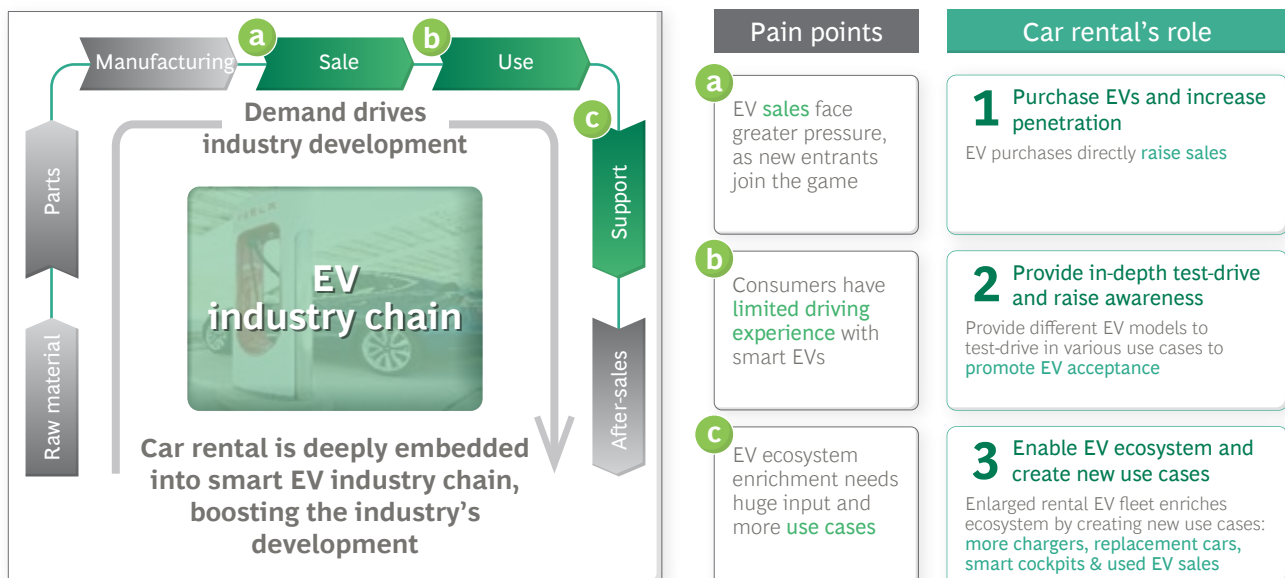 Manufacturing
a
Sale
b
Use
c
Support
After-sales
Parts
Raw material
Demand drives
industry development
EV
industry chain
Car rental is deeply embedded
into smart EV industry chain,
boosting the industry's
development
Pain points
a
EV sales face
greater pressure,
as new entrants
join the game
b
Consumers have
limited driving
experience with
smart EVs
c
EV ecosystem
enrichment needs
huge input and
more use cases
Car rental's role
1
Purchase EVs and increase
penetration
EV purchases directly raise sales
2
Provide in-depth test-drive
and raise awareness
Provide different EV models to
test-drive in various use cases to
promote EV acceptance
3
Enable EV ecosystem and
create new use cases
Enlarged rental EV fleet enriches
ecosystem by creating new use cases:
more chargers, replacement cars,
smart cockpits & used EV sales